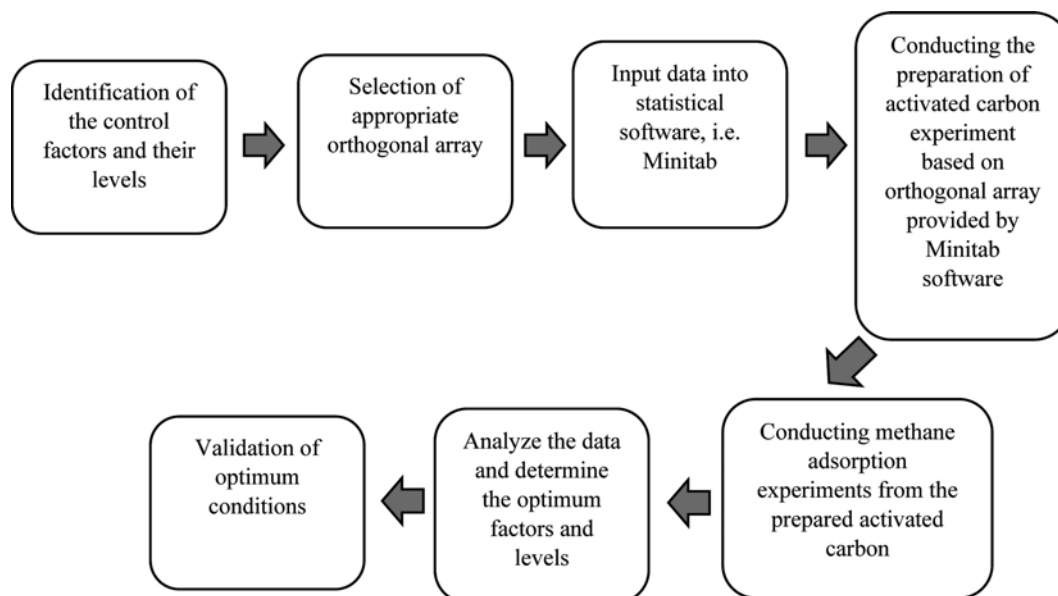 Identification of
the control
factors and their
levels
Selection of
appropriate
orthogonal array
Input data into
statistical
software, i.e.
Minitab
Conducting the
preparation of
activated carbon
experiment
based on
orthogonal array
provided by
Minitab
software
Conducting methane
adsorption
experiments from the
prepared activated
carbon
Analyze the data
and determine
the optimum
factors and
levels
Validation of
optimum
conditions